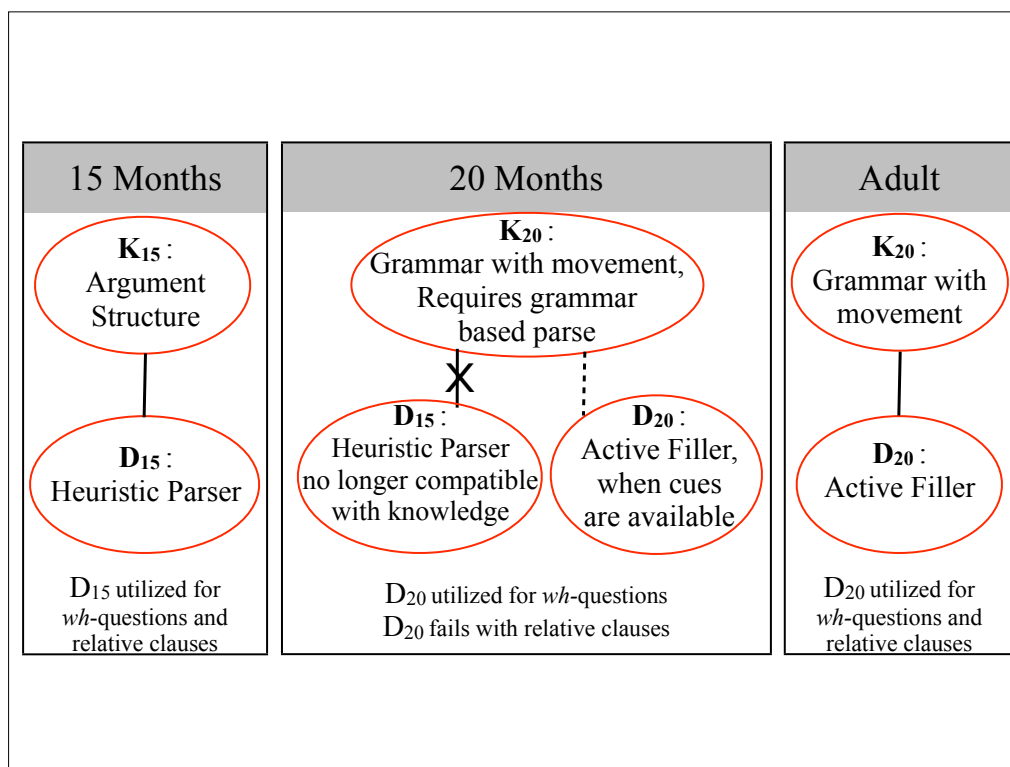 15 Months
K15 :
Argument
Structure
D15 :
Heuristic Parser
D15 utilized for
wh-questions and
relative clauses
20 Months
K20 :
Grammar with movement,
Requires grammar
based parse
X
D15 :
Heuristic Parser
no longer compatible
with knowledge
D20 :
Active Filler,
when cues
are available
D20 utilized for wh-questions
D20 fails with relative clauses
Adult
K20 :
Grammar with
movement
D20 :
Active Filler
D20 utilized for
wh-questions and
relative clauses